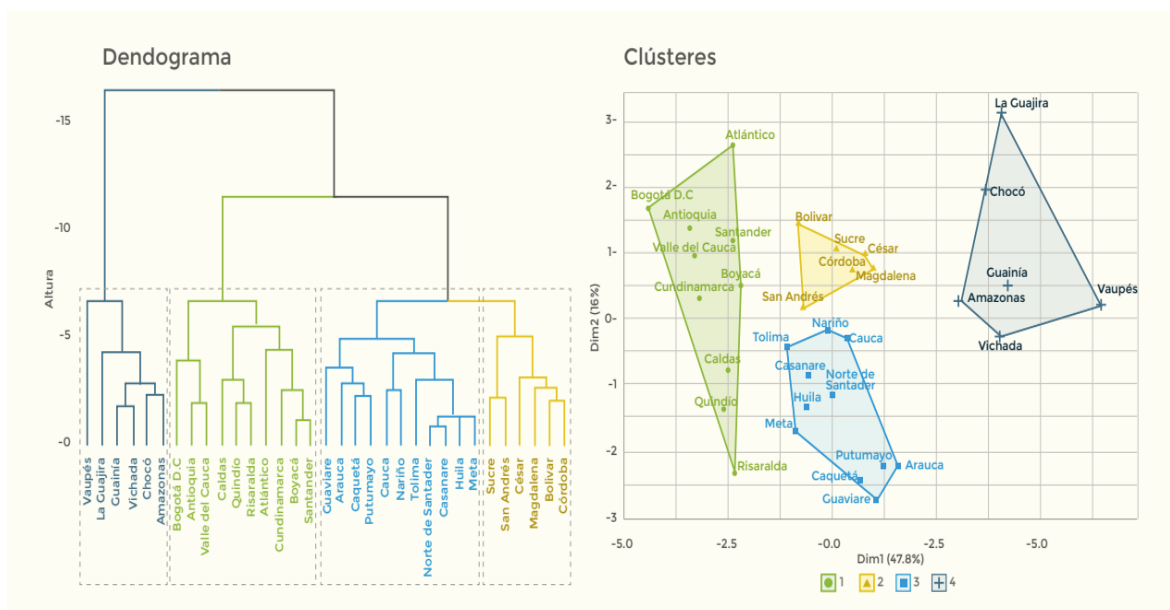 Dendograma
Altura
-15
-10
-5
-0
Vaupés
La Guajira
Guainía
Vichada
Chocó
Amazonas
Bogotá D.C
Antioquia
Valle del Cauca
Caldas
Quindío
Risaralda
Atlántico
Cundinamarca
Boyacá
Santander
Guaviare
Arauca
Caquetá
Putumayo
Cauca
Nariño
Tolima
Norte de Santader
Casanare
Huila
Meta
Sucre
San Andrés
César
Magdalena
Bolivar
Córdoba
Clústeres
Dim2 (16%)
3-
2-
1-
0-
-1
-2
-3
La Guajira
Atlántico
Chocó
Bogotá D.C
Antioquia
Bolivar
Santander
Sucre
César
Valle del Cauca
Córdoba
Magdalena
Boyacá
Guainía
Cundinamarca
San Andrés
Amazonas
Vaupés
Nariño
Tolima
Cauca
Vichada
Caldas
Casanare
Norte de
Santader
Quindío
Huila
Meta
Risaralda
Putumayo
Arauca
Caquetá
Guaviare
-5.0
-2.5
-0.0
-2.5
-5.0
Dim1 (47.8%)
1
2
3
4